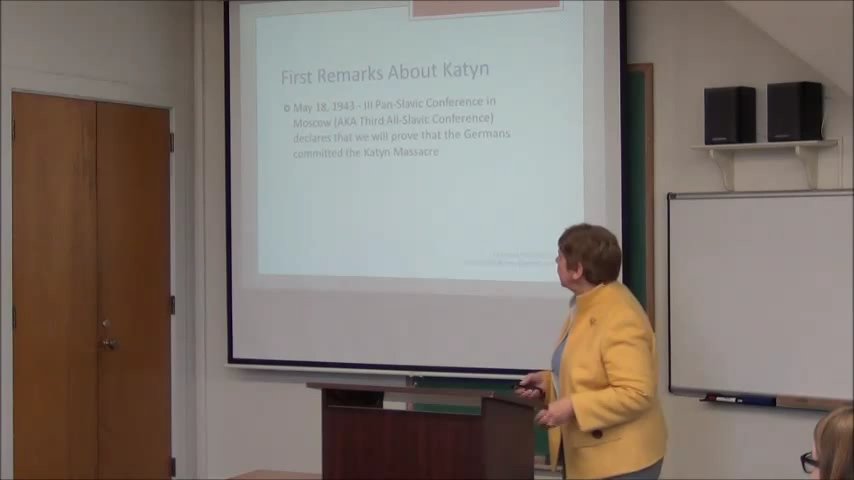 First Remarks About Katyn
May 18, 1943 - III Pan-Slavic Conference in
Moscow (AKA Third All-Slavic Conference)
declares that we will prove that the Germans
committed the Katyn Massacre